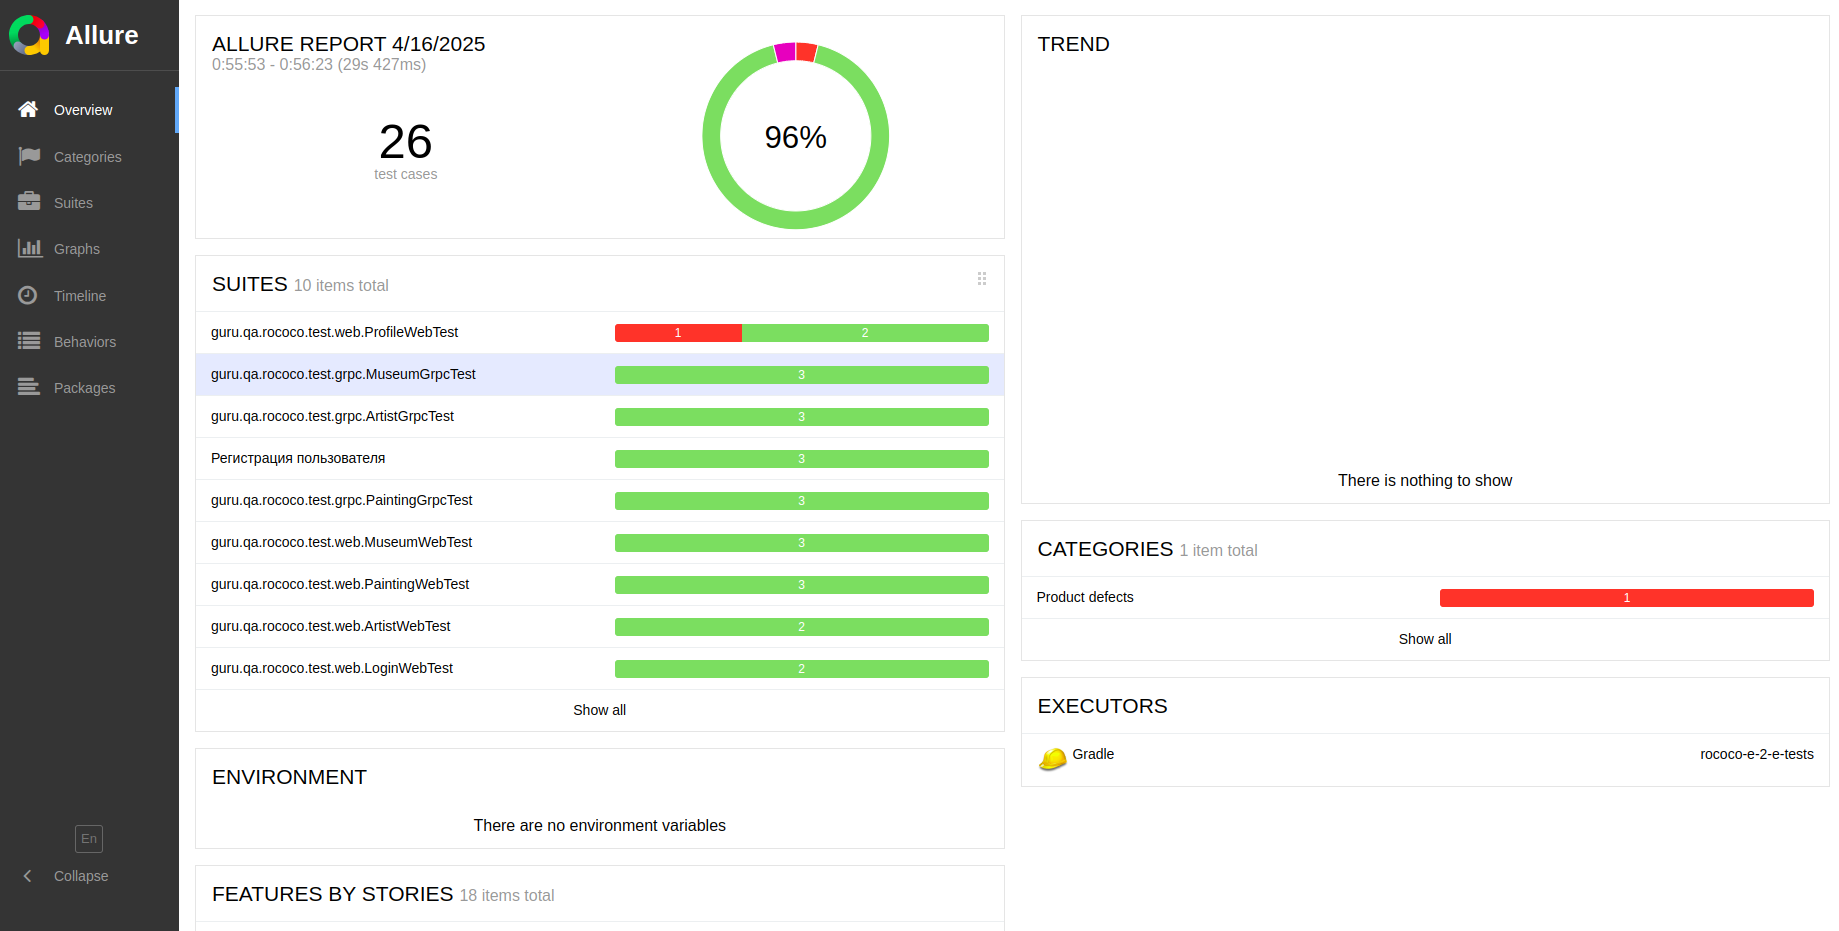 Allure
Overview
Categories
Suites
Graphs
Timeline
Behaviors
Packages
En
Collapse
ALLURE REPORT 4/16/2025
0:55:53 - 0:56:23 (29s 427ms)
26
test cases
96%
SUITES 10 items total
guru.qa.rococo.test.web.ProfileWebTest 1 2
guru.qa.rococo.test.grpc.MuseumGrpcTest 3
guru.qa.rococo.test.grpc.ArtistGrpcTest 3
Регистрация пользователя 3
guru.qa.rococo.test.grpc.PaintingGrpcTest 3
guru.qa.rococo.test.web.MuseumWebTest 3
guru.qa.rococo.test.web.PaintingWebTest 3
guru.qa.rococo.test.web.ArtistWebTest 2
guru.qa.rococo.test.web.LoginWebTest 2
Show all
ENVIRONMENT
There are no environment variables
FEATURES BY STORIES 18 items total
TREND
There is nothing to show
CATEGORIES 1 item total
Product defects 1
Show all
EXECUTORS
Gradle rococo-e-2-e-tests